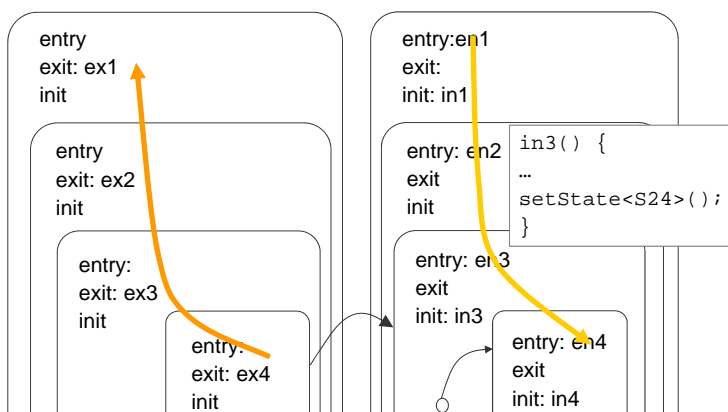 entry
exit: ex1
init
entry
exit: ex2
init
entry:
exit: ex3
init
entry:
exit: ex4
init
entry:en1
exit:
init: in1
entry: en2
exit
init
in3() {
…
setState<S24>();
}
entry: en3
exit
init: in3
entry: en4
exit
init: in4